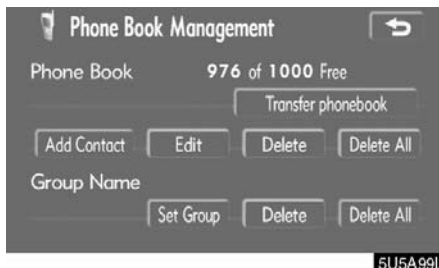 Phone Book Management
Phone Book 976 of 1000 Free
Transfer phonebook
Add Contact Edit Delete Delete All
Group Name
Set Group Delete Delete All
5U5A99I